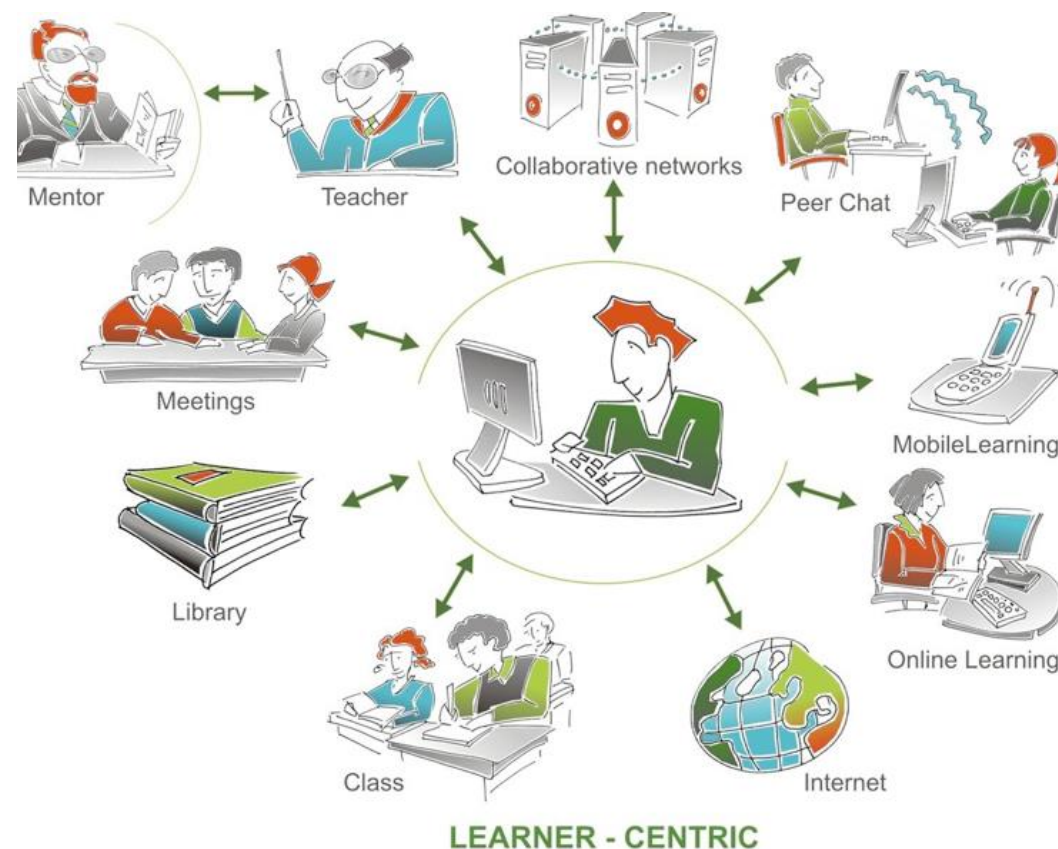 Mentor
Teacher
Collaborative networks
Peer Chat
Meetings
MobileLearning
Library
Online Learning
Class
Internet
LEARNER - CENTRIC